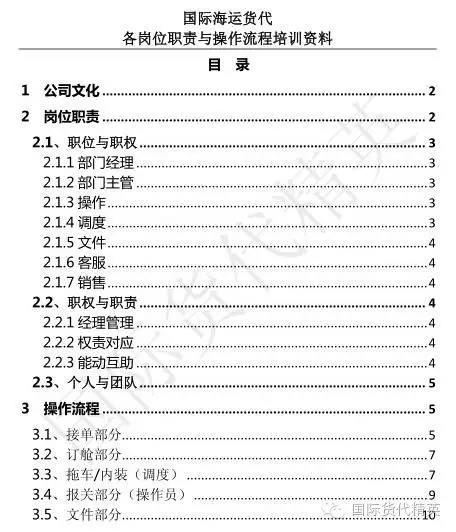 国际海运货代
各岗位职责与操作流程培训资料
目 录
1 公司文化 2
2 岗位职责 2
2.1、职位与职权 3
2.1.1 部门经理 3
2.1.2 部门主管 3
2.1.3 操作 3
2.1.4 调度 3
2.1.5 文件 4
2.1.6 客服 4
2.1.7 销售 4
2.2、职权与职责 4
2.2.1 经理管理 4
2.2.2 权责对应 4
2.2.3 能动互助 4
2.3、个人与团队 5
3 操作流程 5
3.1、接单部分 5
3.2、订舱部分 7
3.3、拖车/内装（调度） 7
3.4、报关部分（操作员） 9
3.5、文件部分 10
国际货代精英
国际货代精英